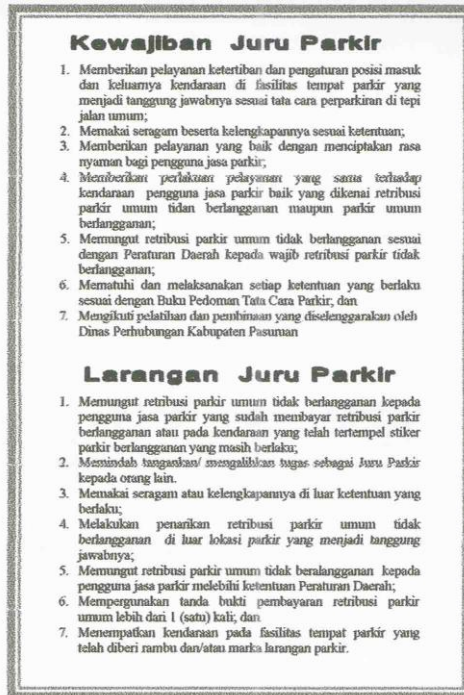 Kewajiban Juru Parkir
1. Memberikan pelayanan ketertiban dan pengaturan posisi masuk
dan keluarnya kendaraan di fasilitas tempat parkir yang
menjadi tanggung jawabnya sesuai tata cara perparkiran di tepi
jalan umum;
2. Memakai seragam beserta kelengkapannya sesuai ketentuan;
3. Memberikan pelayanan yang baik dengan menciptakan rasa
nyaman bagi pengguna jasa parkir;
4. Memberikan perlakuan pelayanan yang sama terhadap
kendaraan pengguna jasa parkir baik yang dikenai retribusi
parkir umum tidan berlangganan maupun parkir umum
berlangganan;
5. Memungut retribusi parkir umum tidak berlangganan sesuai
dengan Peraturan Daerah kepada wajib retribusi parkir tidak
berlangganan;
6. Mematuhi dan melaksanakan setiap ketentuan yang berlaku
sesuai dengan Buku Pedoman Tata Cara Parkir; dan
7. Mengikuti pelatihan dan pembinaan yang diselenggarakan oleh
Dinas Perhubungan Kabupaten Pasuruan
Larangan Juru Parkir
1. Memungut retribusi parkir umum tidak berlangganan kepada
pengguna jasa parkir yang sudah membayar retribusi parkir
berlangganan atau pada kendaraan yang telah tertempel stiker
parkir berlangganan yang masih berlaku;
2. Memindah tangankan/ mengalihkan tugas sebagai Juru Parkir
kepada orang lain.
3. Memakai seragam atau kelengkapannya di luar ketentuan yang
berlaku;
4. Melakukan penarikan retribusi parkir umum tidak
berlangganan di luar lokasi parkir yang menjadi tanggung
jawabnya;
5. Memungut retribusi parkir umum tidak beralangganan kepada
pengguna jasa parkir melebihi ketentuan Peraturan Daerah;
6. Mempergunakan tanda bukti pembayaran retribusi parkir
umum lebih dari 1 (satu) kali; dan
7. Menempatkan kendaraan pada fasilitas tempat parkir yang
telah diberi rambu dan/atau marka larangan parkir.